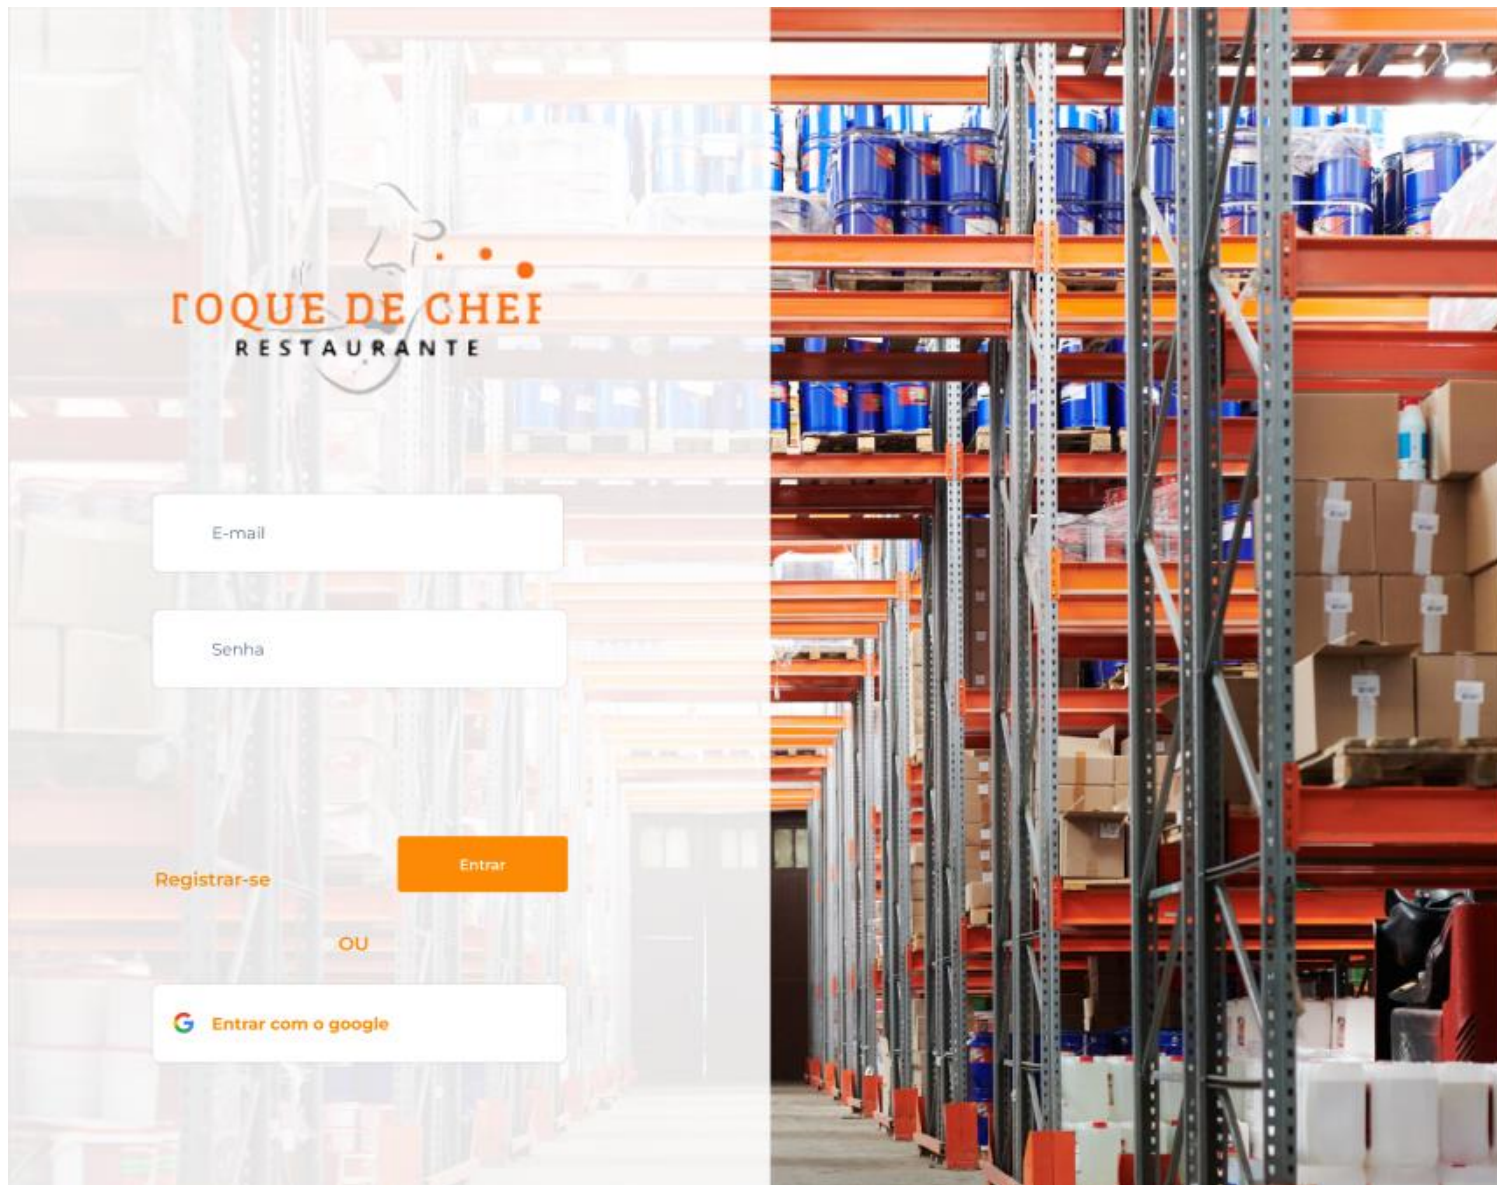 TOQUE DE CHEF
RESTAURANTE
E-mail
Senha
Entrar
Registrar-se
OU
Entrar com o google